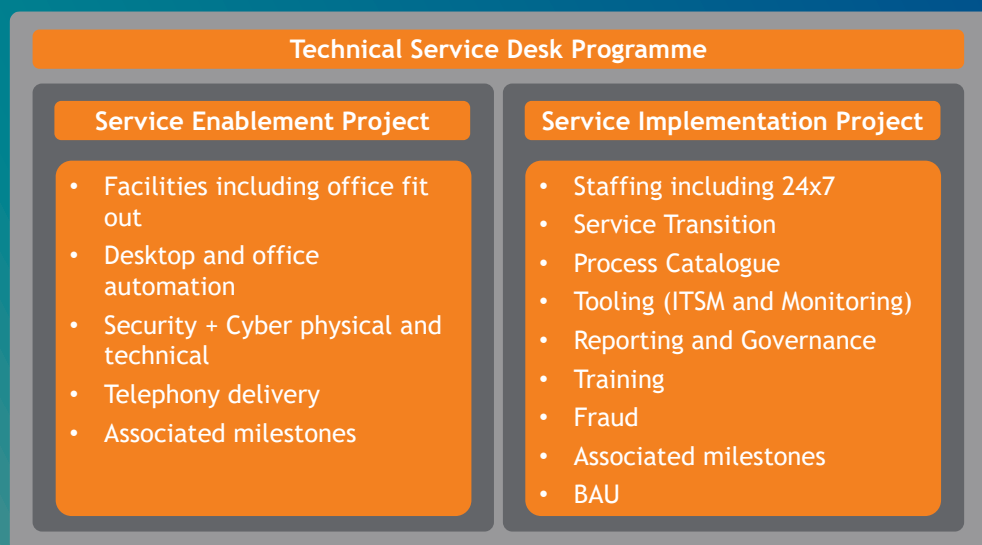 Technical Service Desk Programme
Service Enablement Project
• Facilities including office fit
out
• Desktop and office
automation
• Security + Cyber physical and
technical
• Telephony delivery
• Associated milestones
Service Implementation Project
• Staffing including 24x7
• Service Transition
• Process Catalogue
• Tooling (ITSM and Monitoring)
• Reporting and Governance
• Training
• Fraud
• Associated milestones
• BAU